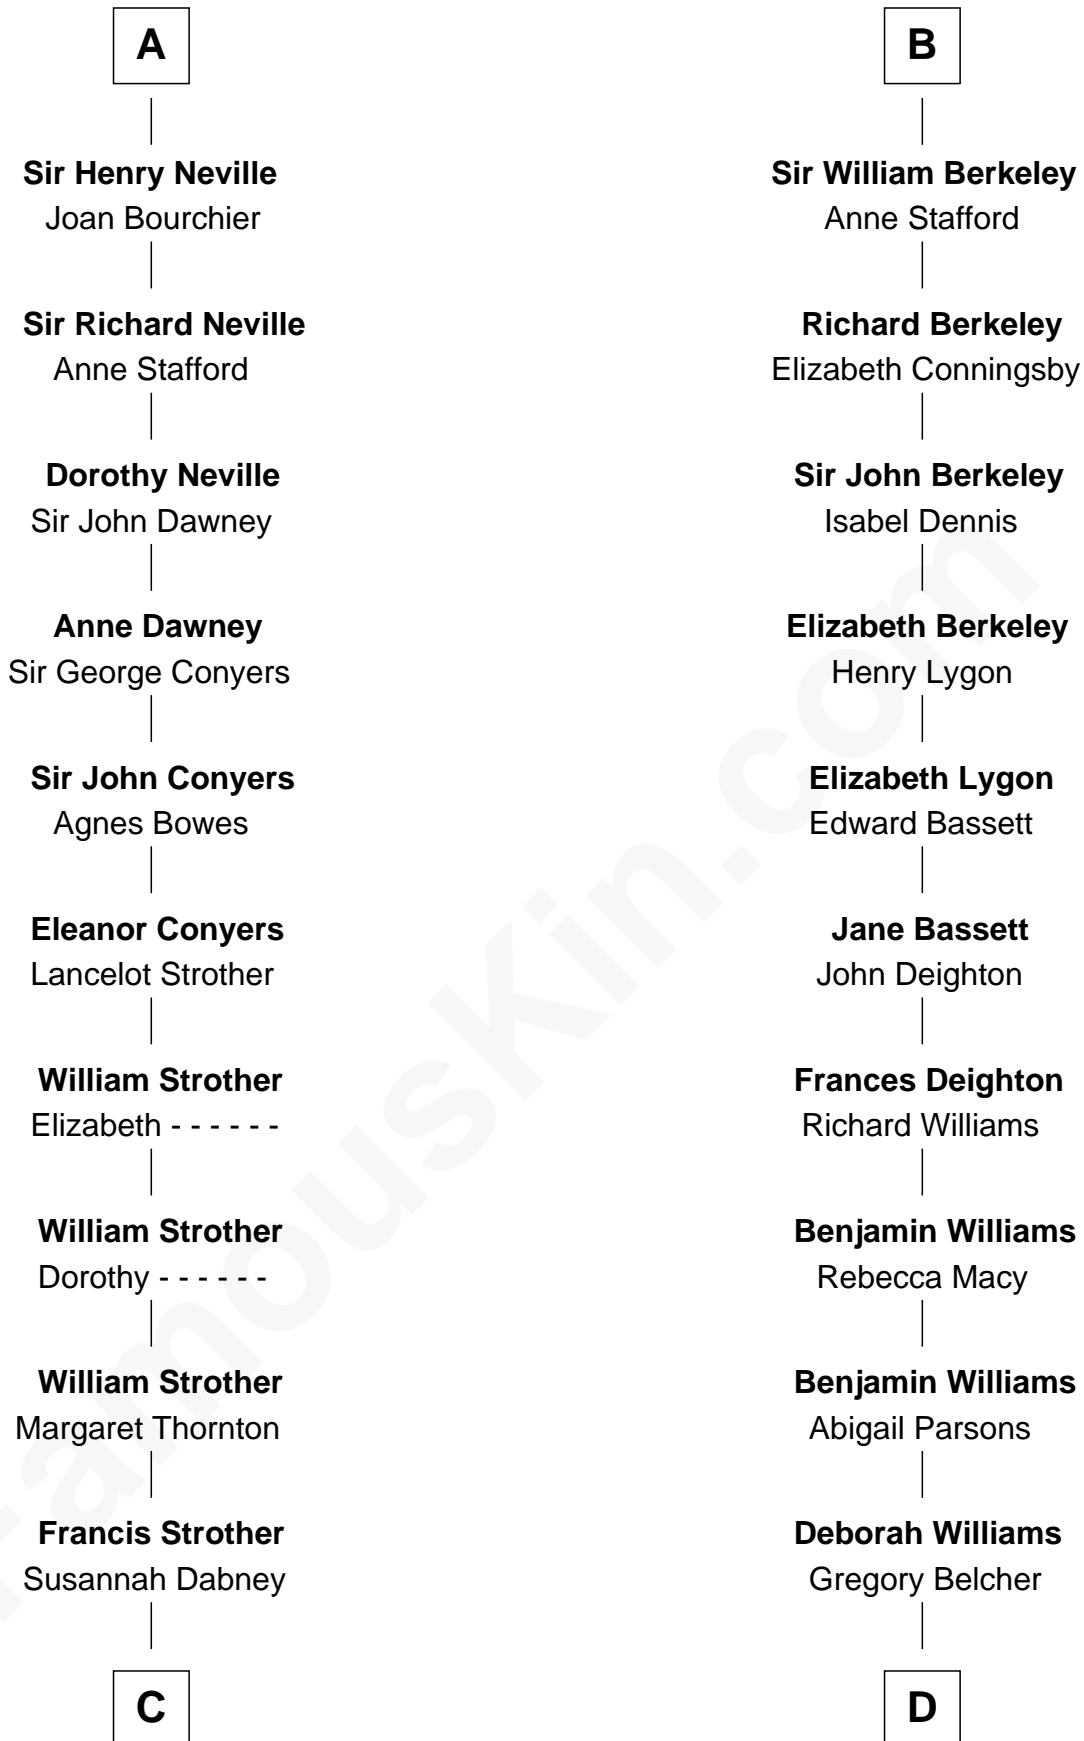 A
Sir Henry Neville
Joan Bourchier
Sir Richard Neville
Anne Stafford
Dorothy Neville
Sir John Dawney
Anne Dawney
Sir George Conyers
Sir John Conyers
Agnes Bowes
Eleanor Conyers
Lancelot Strother
William Strother
Elizabeth - - - - - -
William Strother
Dorothy - - - - - -
William Strother
Margaret Thornton
Francis Strother
Susannah Dabney
C
B
Sir William Berkeley
Anne Stafford
Richard Berkeley
Elizabeth Conningsby
Sir John Berkeley
Isabel Dennis
Elizabeth Berkeley
Henry Lygon
Elizabeth Lygon
Edward Bassett
Jane Bassett
John Deighton
Frances Deighton
Richard Williams
Benjamin Williams
Rebecca Macy
Benjamin Williams
Abigail Parsons
Deborah Williams
Gregory Belcher
D
FamousKin.com